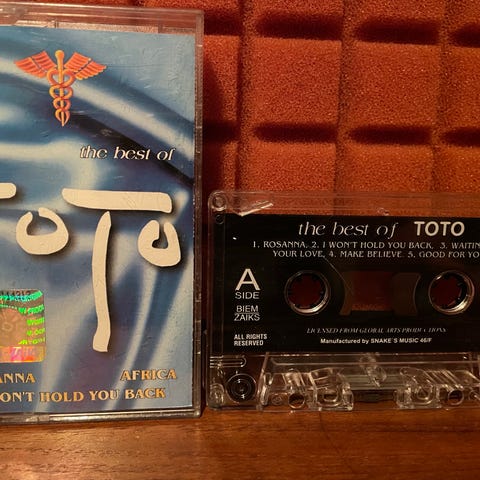 the best of
TOTO
ANNA AFRICA
ON'T HOLD YOU BACK
the best of TOTO
1. ROSANNA, 2. I WON'T HOLD YOU BACK, 3. WAITIN
YOUR LOVE, 4. MAKE BELIEVE, 5. GOOD FOR YO
A
SIDE
BIEM
ZAIKS
ALL RIGHTS
RESERVED
LICENSED FROM GLOBAL ARTS PRODUCTIONS
Manufactured by SNAKE`S MUSIC 46/F